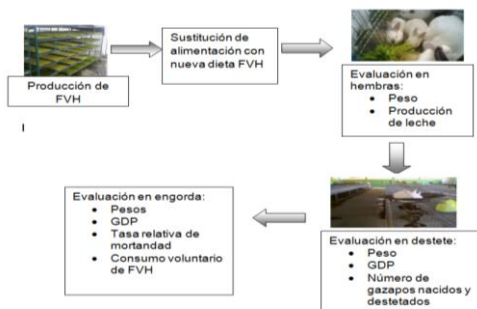 Producción de
FVH
Sustitución de
alimentación con
nueva dieta FVH
Evaluación en
hembras:
• Peso
• Producción
de leche
Evaluación en destete:
• Peso
• GDP
• Número de
gazapos nacidos y
destetados
Evaluación en engorda:
• Pesos
• GDP
• Tasa relativa de
mortandad
• Consumo voluntario
de FVH